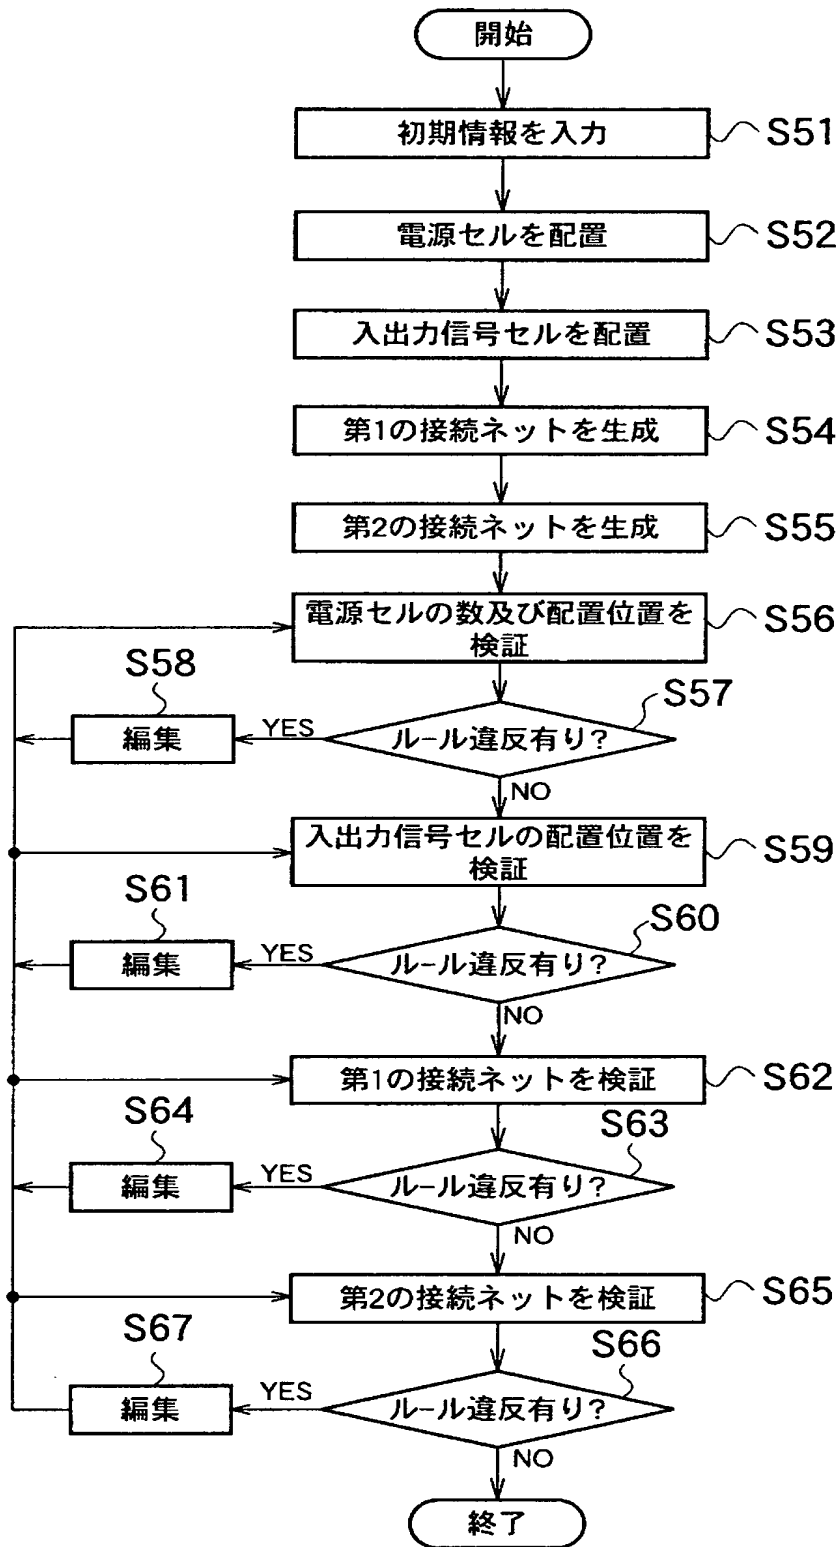 開始
初期情報を入力
S51
電源セルを配置
S52
入出力信号セルを配置
S53
第1の接続ネットを生成
S54
第2の接続ネットを生成
S55
電源セルの数及び配置位置を
検証
S56
S58
編集
YES
ルール違反有り?
S57
NO
入出力信号セルの配置位置を
検証
S59
S61
編集
YES
ルール違反有り?
S60
NO
第1の接続ネットを検証
S62
S64
編集
YES
ルール違反有り?
S63
NO
第2の接続ネットを検証
S65
S67
編集
YES
ルール違反有り?
S66
NO
終了